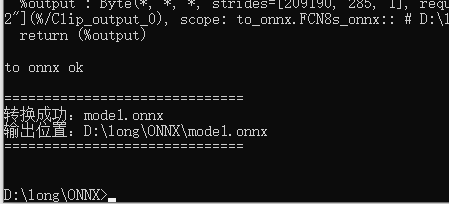 %output : Byte(*, *, *, strides=[209190, 285, 1], requ
2"](%/Clip_output_0), scope: to_onnx.FCN8s_onnx:: # D:\l
return (%output)
to onnx ok
==============================
转换成功：model.onnx
输出位置：D:\long\ONNX\model.onnx
==============================
D:\long\ONNX>